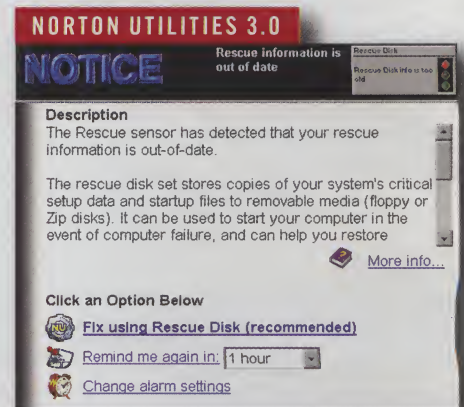 NORTON UTILITIES 3.0
NOTICE
Rescue information is
out of date
Rescue Disk
Rescue Disk info is too
old
Description
The Rescue sensor has detected that your rescue
information is out-of-date.
The rescue disk set stores copies of your system's critical
setup data and startup files to removable media (floppy or
Zip disks). It can be used to start your computer in the
event of computer failure, and can help you restore
More info...
Click an Option Below
NU
Fix using Rescue Disk (recommended)
Remind me again in: 1 hour
Change alarm settings